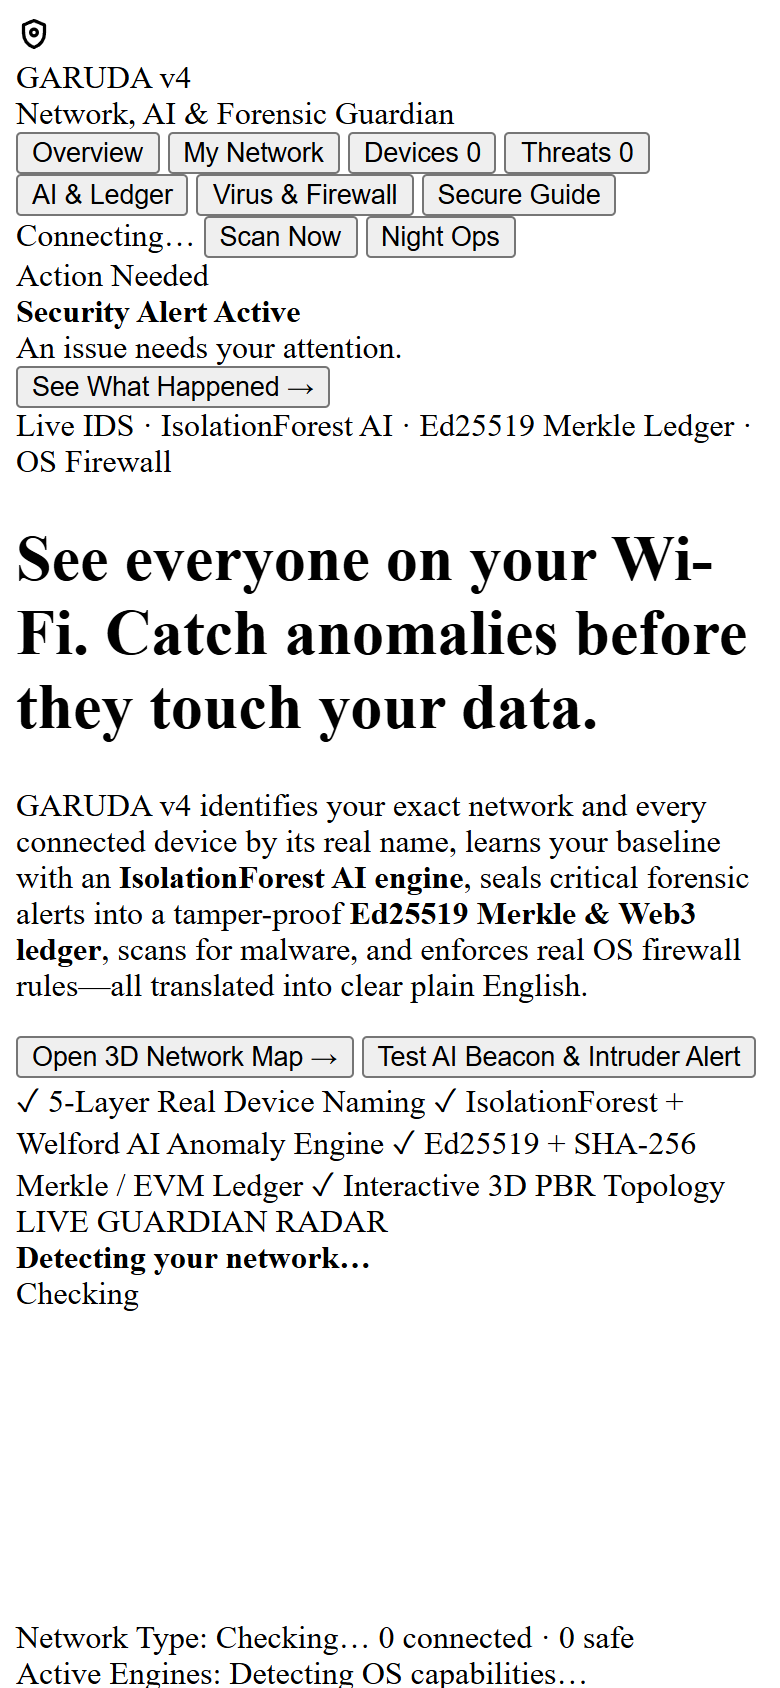 GARUDA v4
Network, AI & Forensic Guardian
Overview My Network Devices 0 Threats 0
AI & Ledger Virus & Firewall Secure Guide
Connecting… Scan Now Night Ops
Action Needed
Security Alert Active
An issue needs your attention.
See What Happened →
Live IDS · IsolationForest AI · Ed25519 Merkle Ledger ·
OS Firewall
See everyone on your Wi-
Fi. Catch anomalies before
they touch your data.
GARUDA v4 identifies your exact network and every
connected device by its real name, learns your baseline
with an IsolationForest AI engine, seals critical forensic
alerts into a tamper-proof Ed25519 Merkle & Web3
ledger, scans for malware, and enforces real OS firewall
rules—all translated into clear plain English.
Open 3D Network Map → Test AI Beacon & Intruder Alert
✓ 5-Layer Real Device Naming ✓ IsolationForest +
Welford AI Anomaly Engine ✓ Ed25519 + SHA-256
Merkle / EVM Ledger ✓ Interactive 3D PBR Topology
LIVE GUARDIAN RADAR
Detecting your network…
Checking
Network Type: Checking… 0 connected · 0 safe
Active Engines: Detecting OS capabilities…